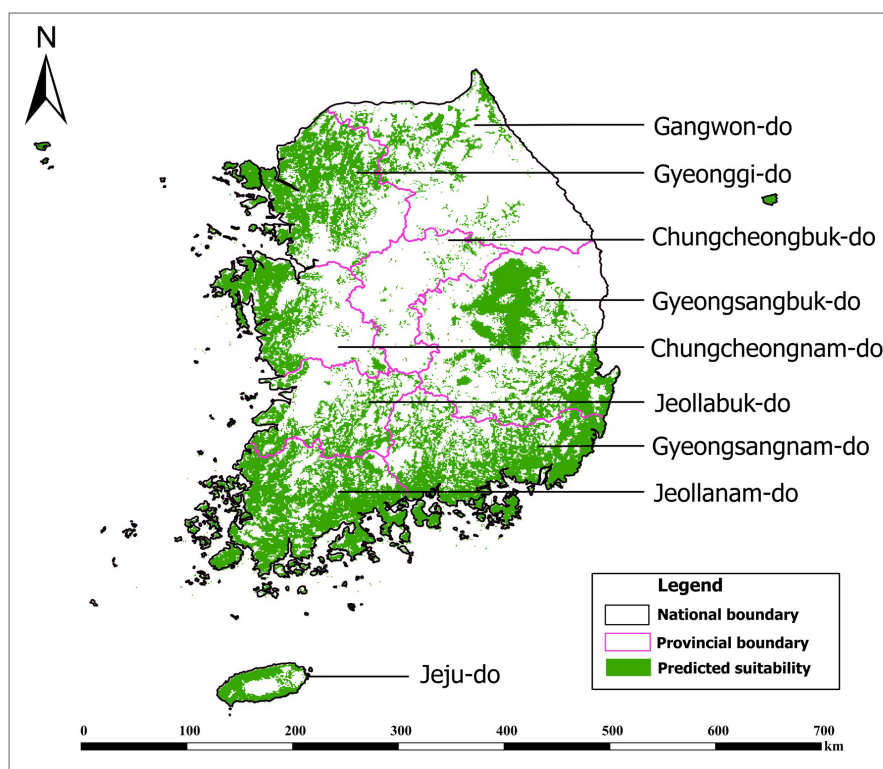 N
Gangwon-do
Gyeonggi-do
Chungcheongbuk-do
Gyeongsangbuk-do
Chungcheongnam-do
Jeollabuk-do
Gyeongsangnam-do
Jeollanam-do
Jeju-do
Legend
National boundary
Provincial boundary
Predicted suitability
0 100 200 300 400 500 600 700
km